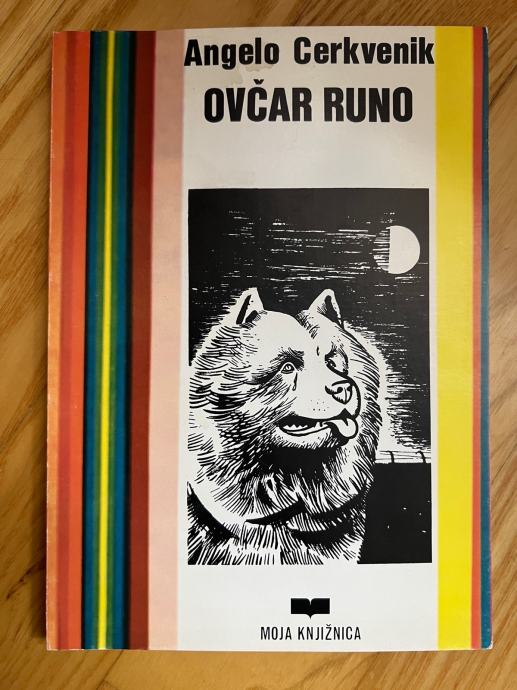 Angelo Cerkvenik
OVČAR RUNO
MOJA KNJIŽNICA